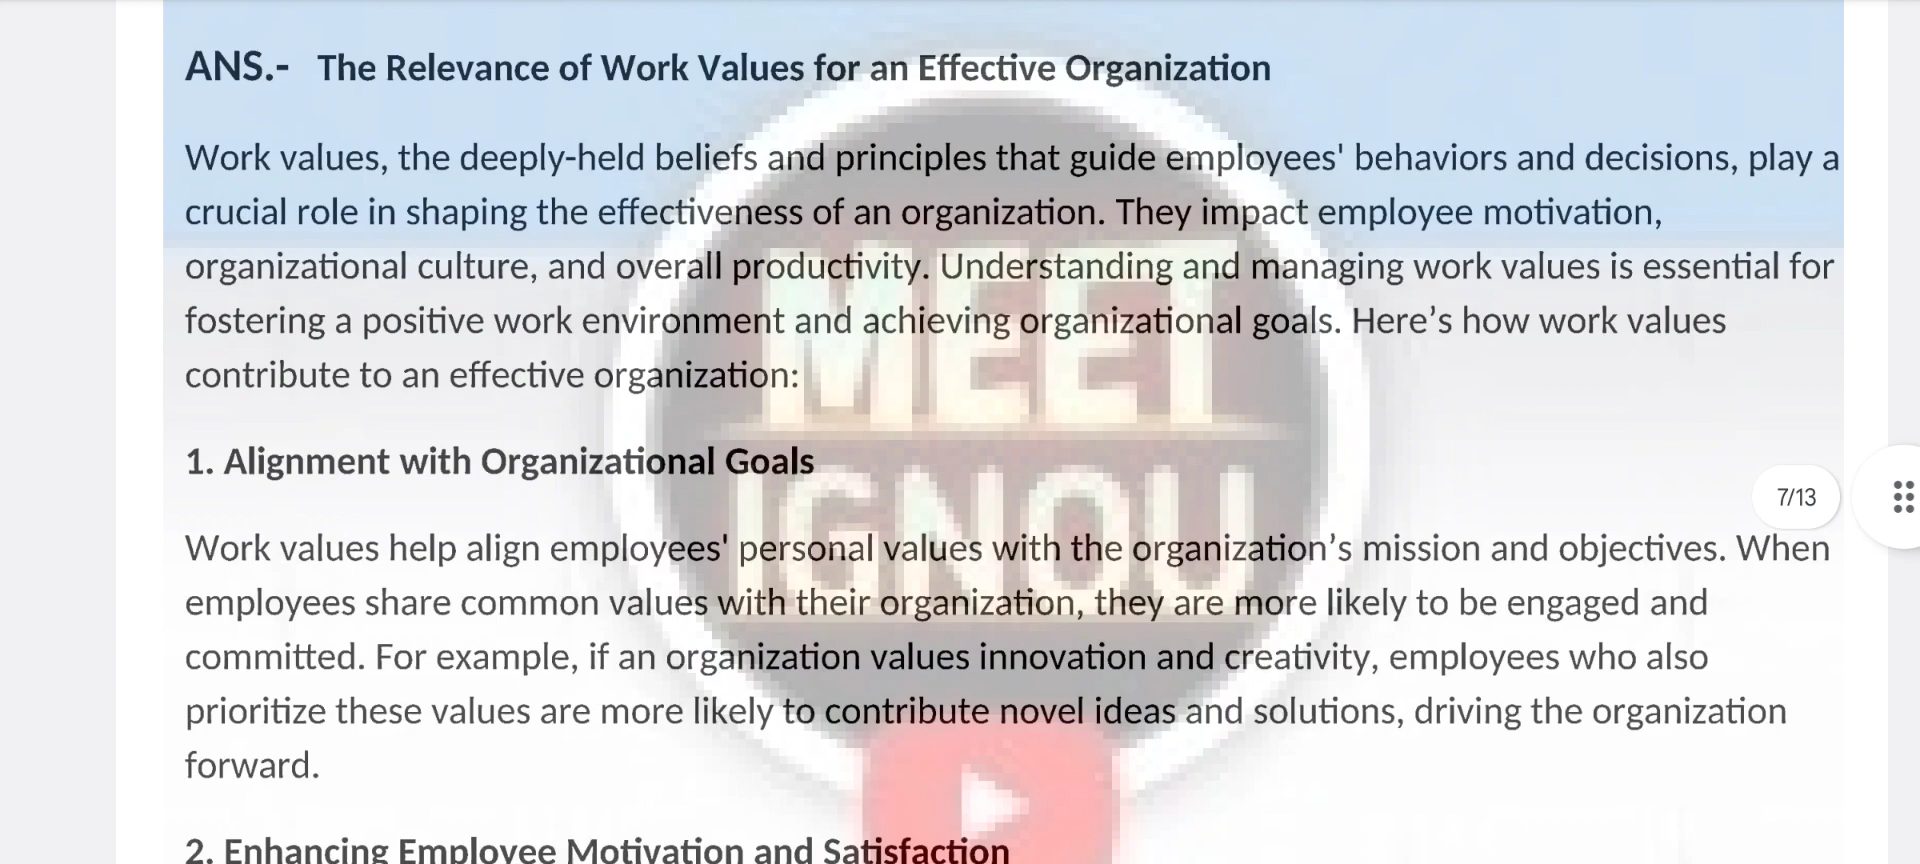 ANS.- The Relevance of Work Values for an Effective Organization
Work values, the deeply-held beliefs and principles that guide employees' behaviors and decisions, play a
crucial role in shaping the effectiveness of an organization. They impact employee motivation,
organizational culture, and overall productivity. Understanding and managing work values is essential for
fostering a positive work environment and achieving organizational goals. Here’s how work values
contribute to an effective organization:
MEET
IGNOU
1. Alignment with Organizational Goals
7/13
Work values help align employees' personal values with the organization’s mission and objectives. When
employees share common values with their organization, they are more likely to be engaged and
committed. For example, if an organization values innovation and creativity, employees who also
prioritize these values are more likely to contribute novel ideas and solutions, driving the organization
forward.
2. Enhancing Employee Motivation and Satisfaction